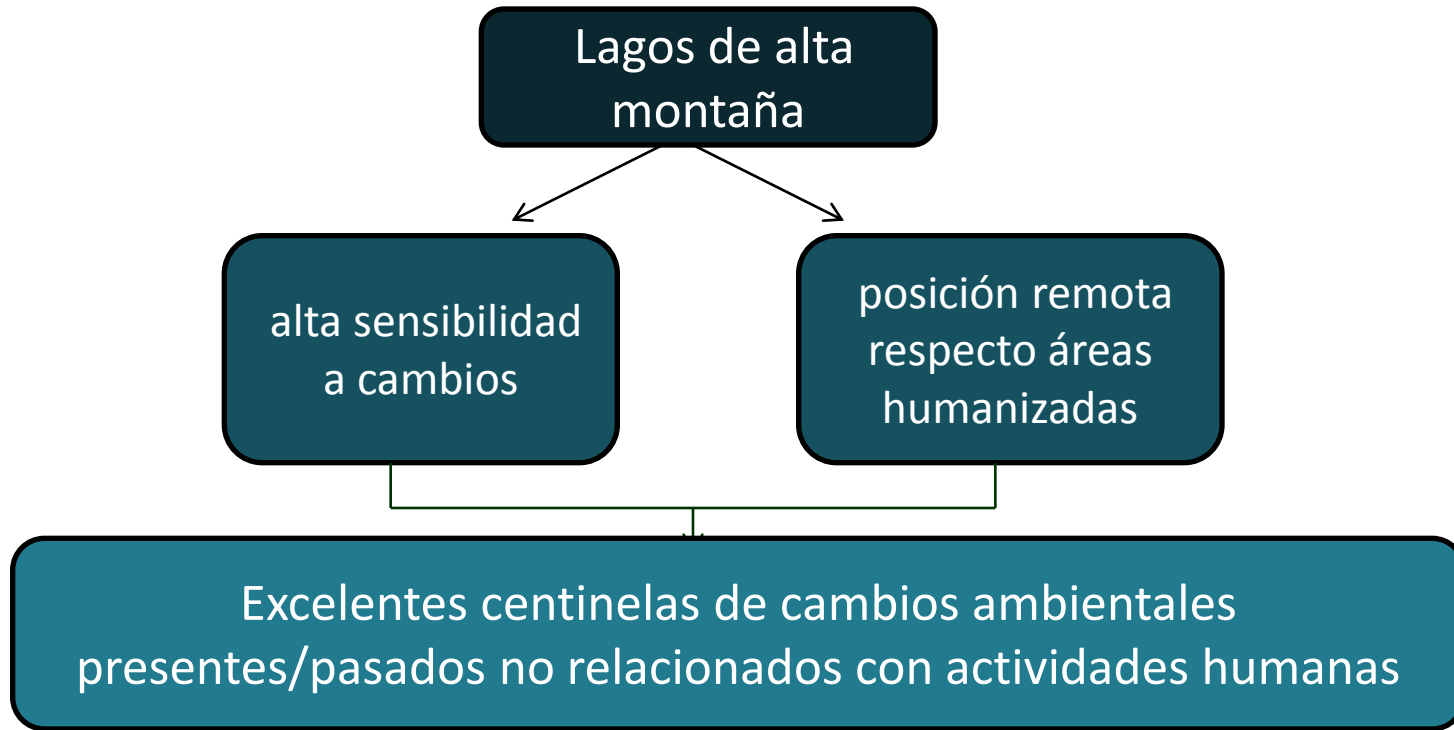 Lagos de alta
montaña
alta sensibilidad
a cambios
posición remota
respecto áreas
humanizadas
Excelentes centinelas de cambios ambientales
presentes/pasados no relacionados con actividades humanas